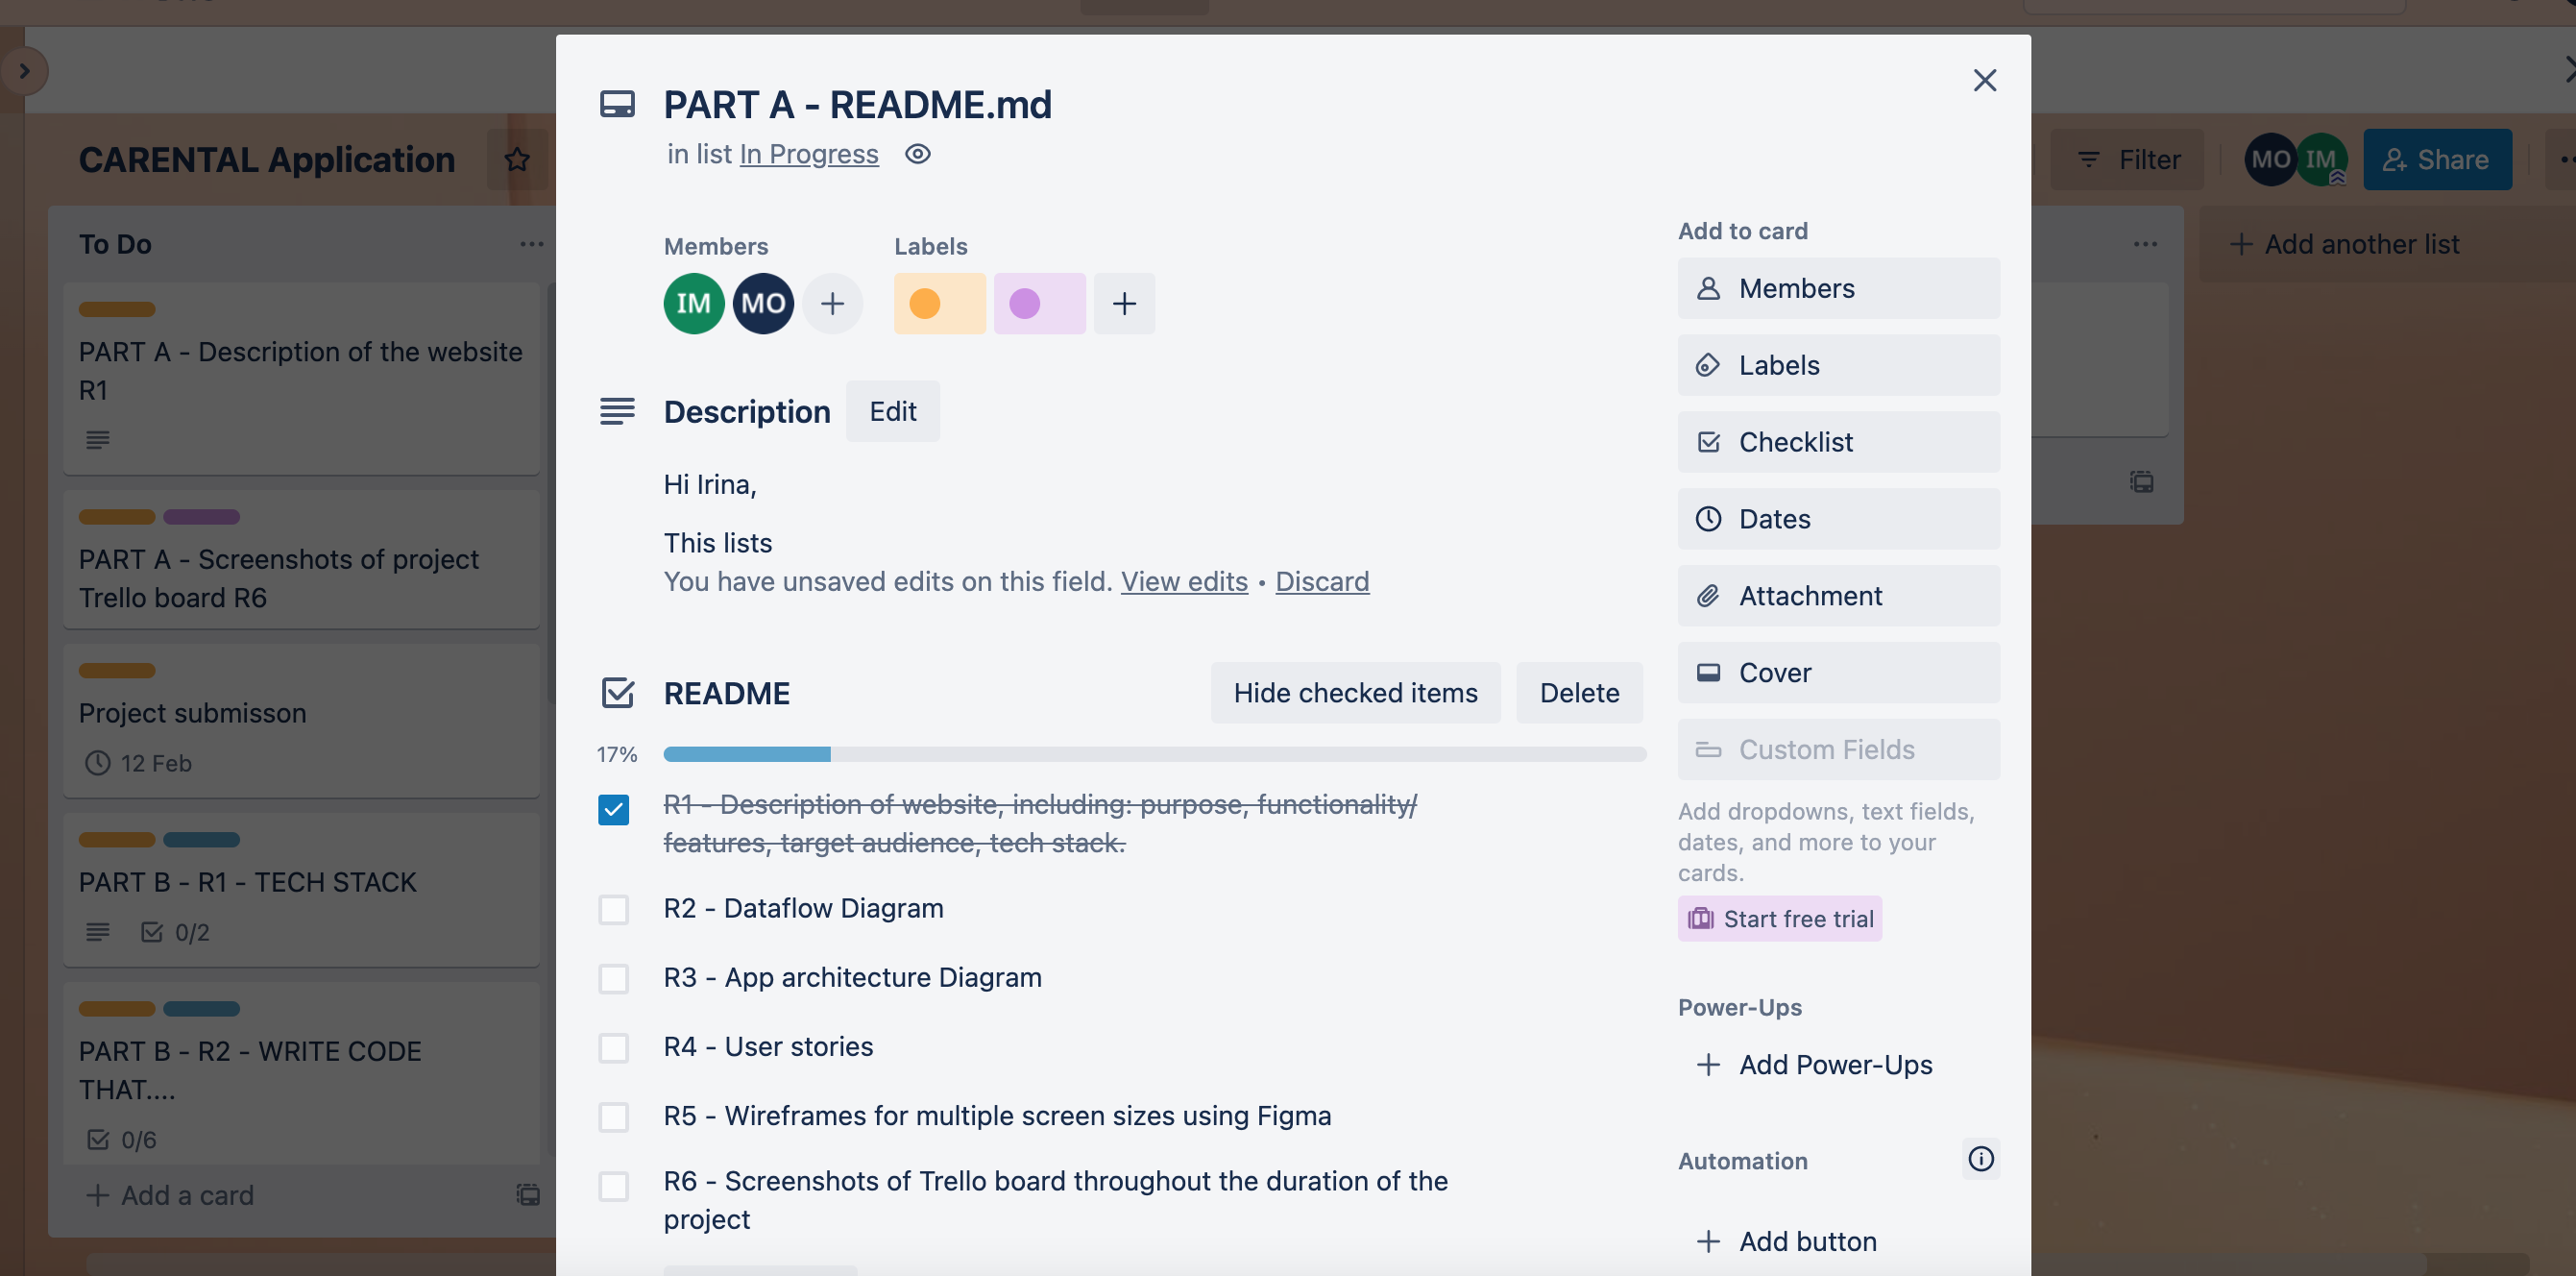 CARENTAL Application
Filter
MO
IM
Share
To Do
PART A - Description of the website
R1
PART A - Screenshots of project
Trello board R6
Project submisson
12 Feb
PART B - R1 - TECH STACK
0/2
PART B - R2 - WRITE CODE
THAT....
0/6
Add a card
PART A - README.md
in list In Progress
Members
Labels
IM
MO
Description
Edit
Hi Irina,
This lists
You have unsaved edits on this field. View edits • Discard
README
Hide checked items
Delete
17%
R1 - Description of website, including: purpose, functionality/
features, target audience, tech stack.
R2 - Dataflow Diagram
R3 - App architecture Diagram
R4 - User stories
R5 - Wireframes for multiple screen sizes using Figma
R6 - Screenshots of Trello board throughout the duration of the
project
Add to card
Members
Labels
Checklist
Dates
Attachment
Cover
Custom Fields
Add dropdowns, text fields,
dates, and more to your
cards.
Start free trial
Power-Ups
Add Power-Ups
Automation
Add button
Add another list